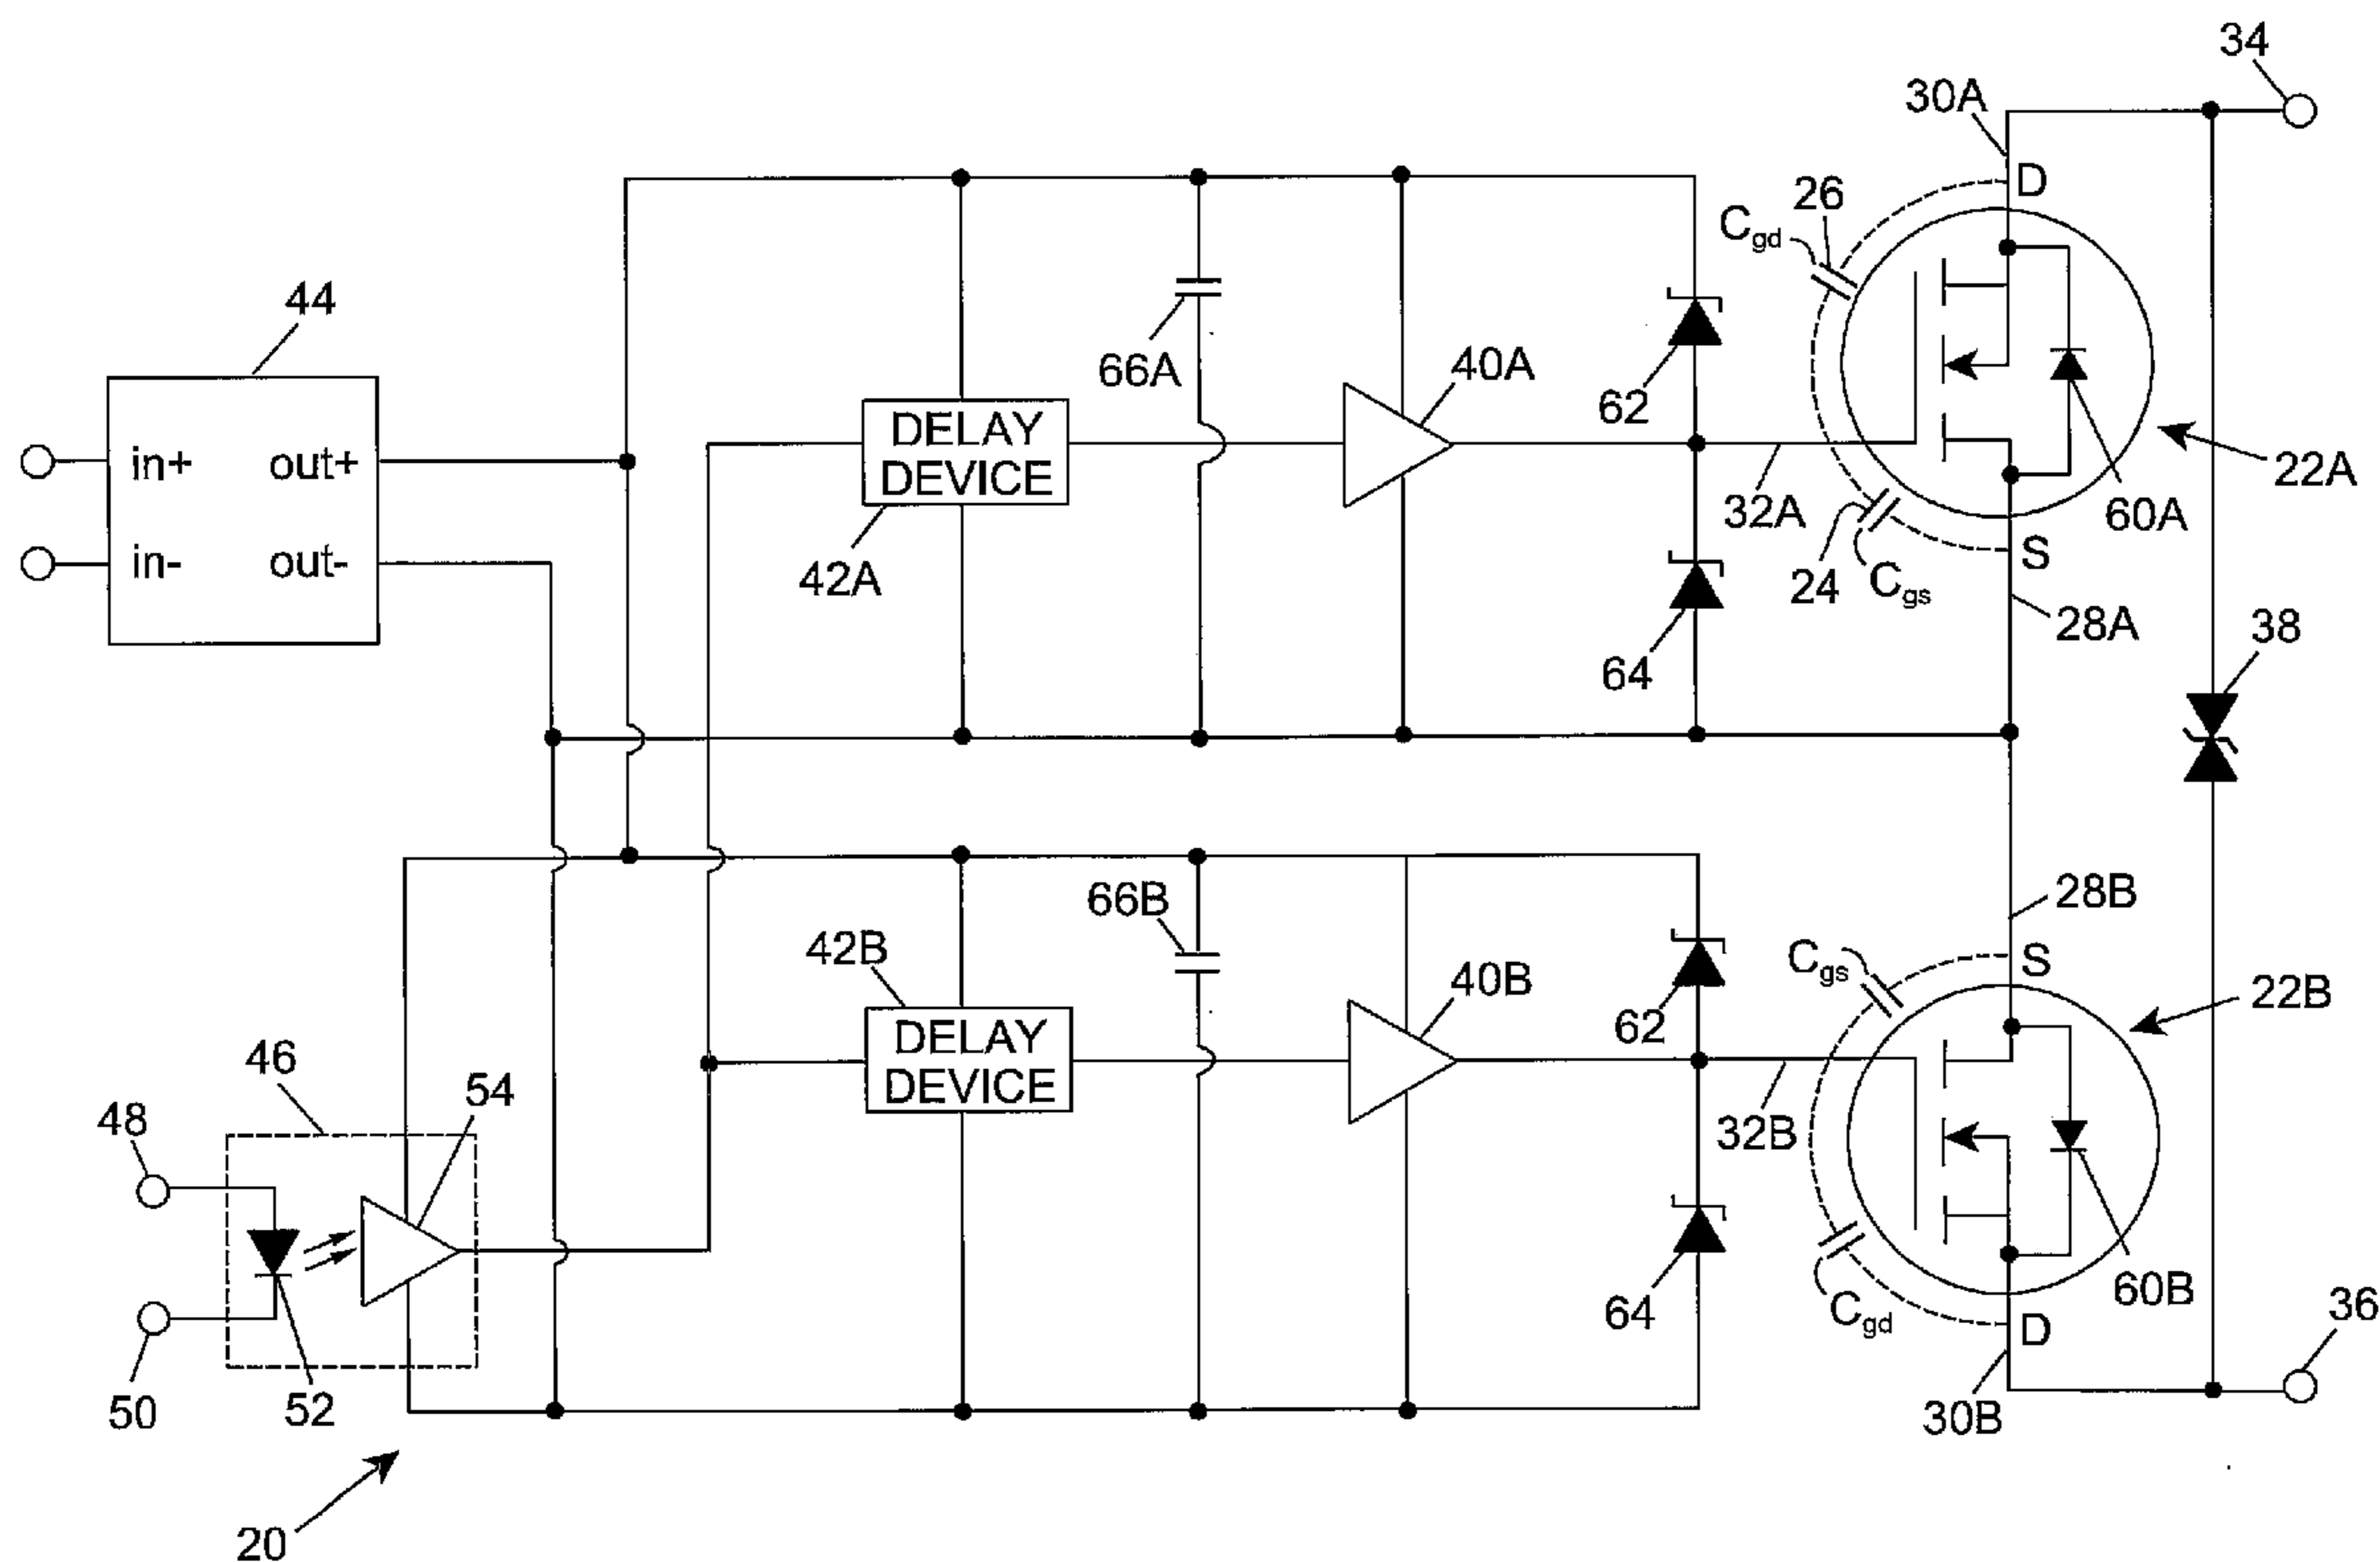 34
30A
D
26
Cgd
44
66A
40A
62
in+ out+
DELAY
DEVICE
22A
32A
60A
in- out-
42A
24
Cgs
S
28A
38
64
28B
66B
42B
Cgs
S
40B
22B
62
DELAY
DEVICE
46
54
48
32B
60B
64
Cgd
D
36
50
52
30B
20